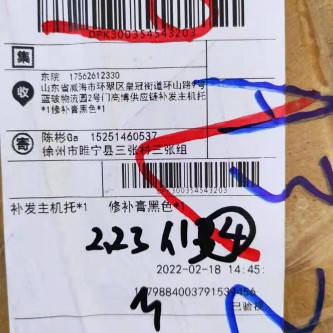 DPK300354543203
集
东院 17562612330
收
山东省威海市环翠区皇冠街道环山路9号
蓝玻物流园2号门高博供应链补发主机托
*1修补膏黑色*1
寄
陈彬Ga 15251460537
徐州市睢宁县三张村三张组
DPK300354543203
补发主机托*1 修补膏黑色*1
223
4
2022-02-18 14:45:
已验视